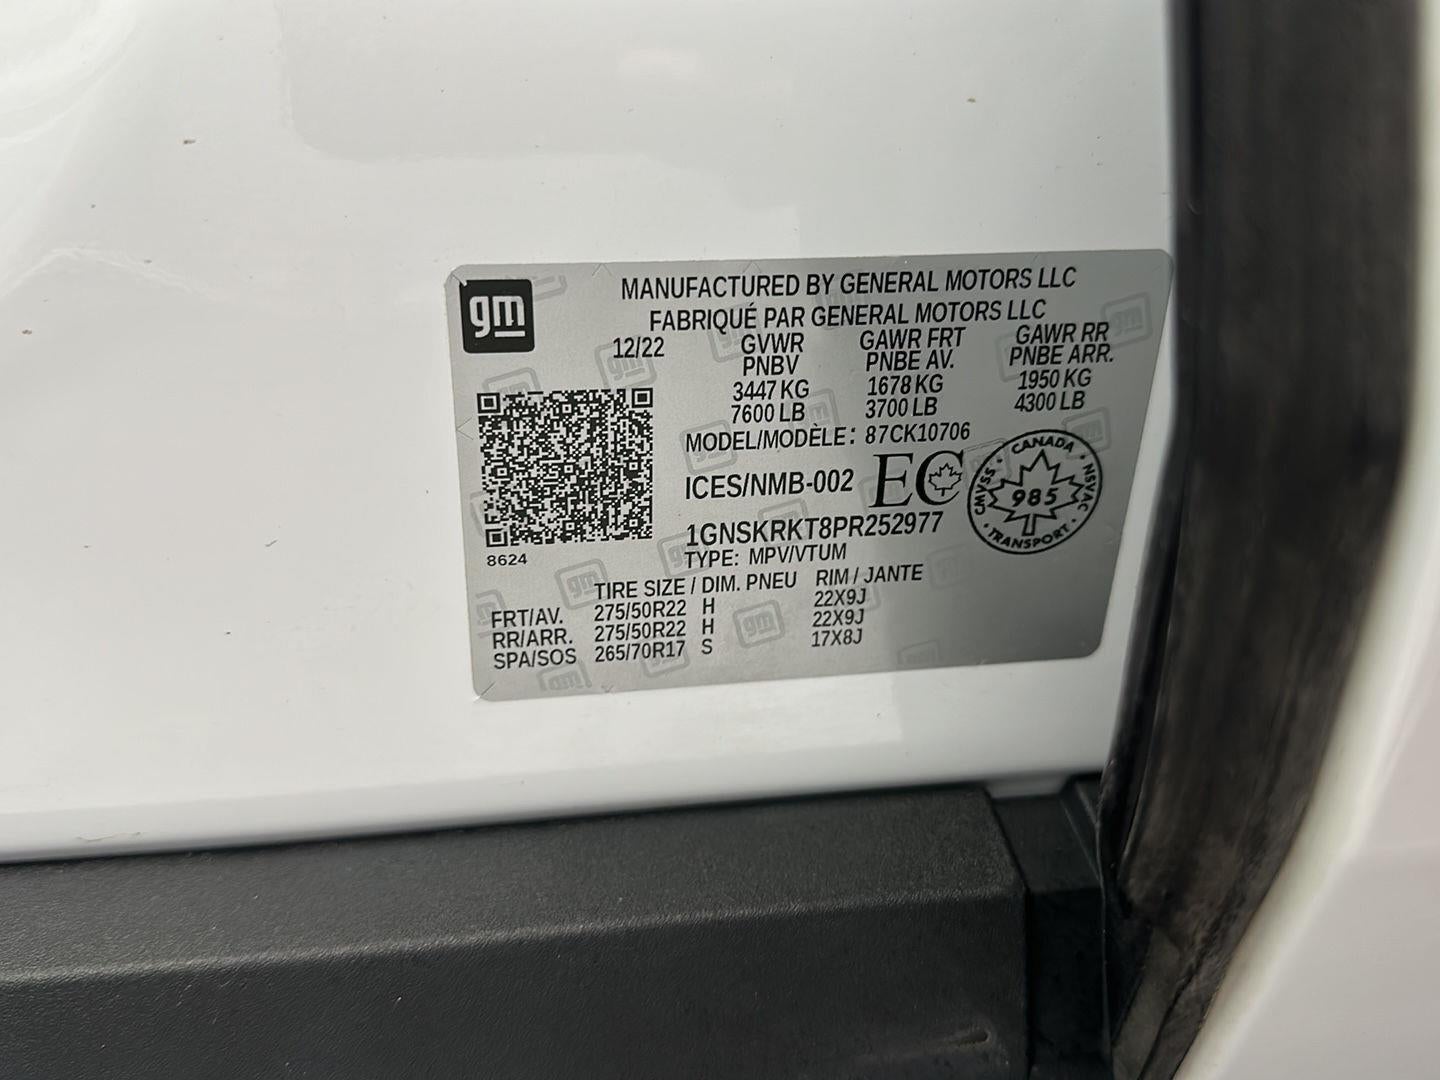 gm
MANUFACTURED BY GENERAL MOTORS LLC
FABRIQUÉ PAR GENERAL MOTORS LLC
12/22 GVWR GAWR FRT GAWR RR
PNBV PNBE AV. PNBE ARR.
3447 KG 1678 KG 1950 KG
7600 LB 3700 LB 4300 LB
MODEL/MODÈLE: 87CK10706
ICES/NMB-002 EC
CANADA
CMVSS 985 NSVAC
TRANSPORT
1GNSKRKT8PR252977
8624 TYPE: MPV/VTUM
TIRE SIZE / DIM. PNEU RIM / JANTE
FRT/AV. 275/50R22 H 22X9J
RR/ARR. 275/50R22 H 22X9J
SPA/SOS 265/70R17 S 17X8J